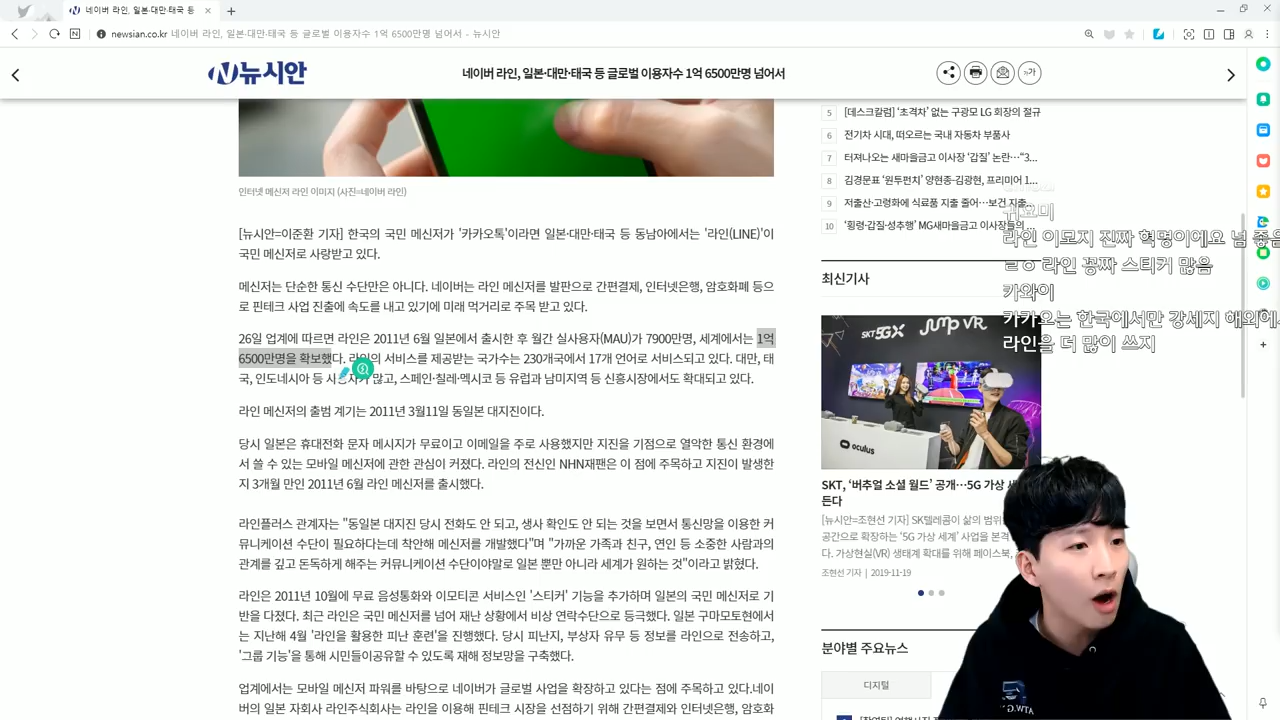 네이버 라인, 일본·대만·태국 등
newsian.co.kr 네이버 라인, 일본·대만·태국 등 글로벌 이용자수 1억 6500만명 넘어서 - 뉴시안
N뉴시안
네이버 라인, 일본·대만·태국 등 글로벌 이용자수 1억 6500만명 넘어서
가가
인터넷 메신저 라인 이미지 (사진=네이버 라인)
[뉴시안=이준환 기자] 한국의 국민 메신저가 '카카오톡'이라면 일본·대만·태국 등 동남아에서는 '라인(LINE)'이
국민 메신저로 사랑받고 있다.
메신저는 단순한 통신 수단만은 아니다. 네이버는 라인 메신저를 발판으로 간편결제, 인터넷은행, 암호화폐 등으
로 핀테크 사업 진출에 속도를 내고 있기에 미래 먹거리로 주목 받고 있다.
26일 업계에 따르면 라인은 2011년 6월 일본에서 출시한 후 월간 실사용자(MAU)가 7900만명, 세계에서는 1억
6500만명을 확보했다. 라인의 서비스를 제공받는 국가수는 230개국에서 17개 언어로 서비스되고 있다. 대만, 태
국, 인도네시아 등 많고, 스페인·칠레·멕시코 등 유럽과 남미지역 등 신흥시장에서도 확대되고 있다.
라인 메신저의 출범 계기는 2011년 3월11일 동일본 대지진이다.
당시 일본은 휴대전화 문자 메시지가 무료이고 이메일을 주로 사용했지만 지진을 기점으로 열악한 통신 환경에
서 쓸 수 있는 모바일 메신저에 관한 관심이 커졌다. 라인의 전신인 NHN재팬은 이 점에 주목하고 지진이 발생한
지 3개월 만인 2011년 6월 라인 메신저를 출시했다.
라인플러스 관계자는 "동일본 대지진 당시 전화도 안 되고, 생사 확인도 안 되는 것을 보면서 통신망을 이용한 커
뮤니케이션 수단이 필요하다는데 착안해 메신저를 개발했다"며 "가까운 가족과 친구, 연인 등 소중한 사람과의
관계를 깊고 돈독하게 해주는 커뮤니케이션 수단이야말로 일본 뿐만 아니라 세계가 원하는 것"이라고 밝혔다.
라인은 2011년 10월에 무료 음성통화와 이모티콘 서비스인 '스티커' 기능을 추가하며 일본의 국민 메신저로 기
반을 다졌다. 최근 라인은 국민 메신저를 넘어 재난 상황에서 비상 연락수단으로 등극했다. 일본 구마모토현에서
는 지난해 4월 '라인을 활용한 피난 훈련'을 진행했다. 당시 피난지, 부상자 유무 등 정보를 라인으로 전송하고,
'그룹 기능'을 통해 시민들이공유할 수 있도록 재해 정보망을 구축했다.
업계에서는 모바일 메신저 파워를 바탕으로 네이버가 글로벌 사업을 확장하고 있다는 점에 주목하고 있다.네이
버의 일본 자회사 라인주식회사는 라인을 이용해 핀테크 시장을 선점하기 위해 간편결제와 인터넷은행, 암호화
5 [데스크칼럼] '초격차' 없는 구광모 LG 회장의 절규
6 전기차 시대, 떠오르는 국내 자동차 부품사
7 터져나오는 새마을금고 이사장 '갑질' 논란…"3...
8 김경문표 '원투펀치' 양현종-김광현, 프리미어 1...
9 저출산·고령화에 식료품 지출 줄어…보건 지출..
10 '횡령·갑질·성추행' MG새마을금고 이사장들의
귀요미
라인 이모지 진짜 혁명이에요 넘 좋은
ㄹㅇ 라인 꽁짜 스티커 많음
카와이
카카오는 한국에서만 강세지 해외에
라인을 더 많이 쓰지
최신기사
SK 5GX
Jump VR
oculus
SKT, '버추얼 소셜 월드' 공개…5G 가상
든다
[뉴시안=조현선 기자] SK텔레콤이 삶의 범위
공간으로 확장하는 '5G 가상 세계' 사업을 본격
다. 가상현실(VR) 생태계 확대를 위해 페이스북,
조현선 기자 | 2019-11-19
분야별 주요뉴스
디지털